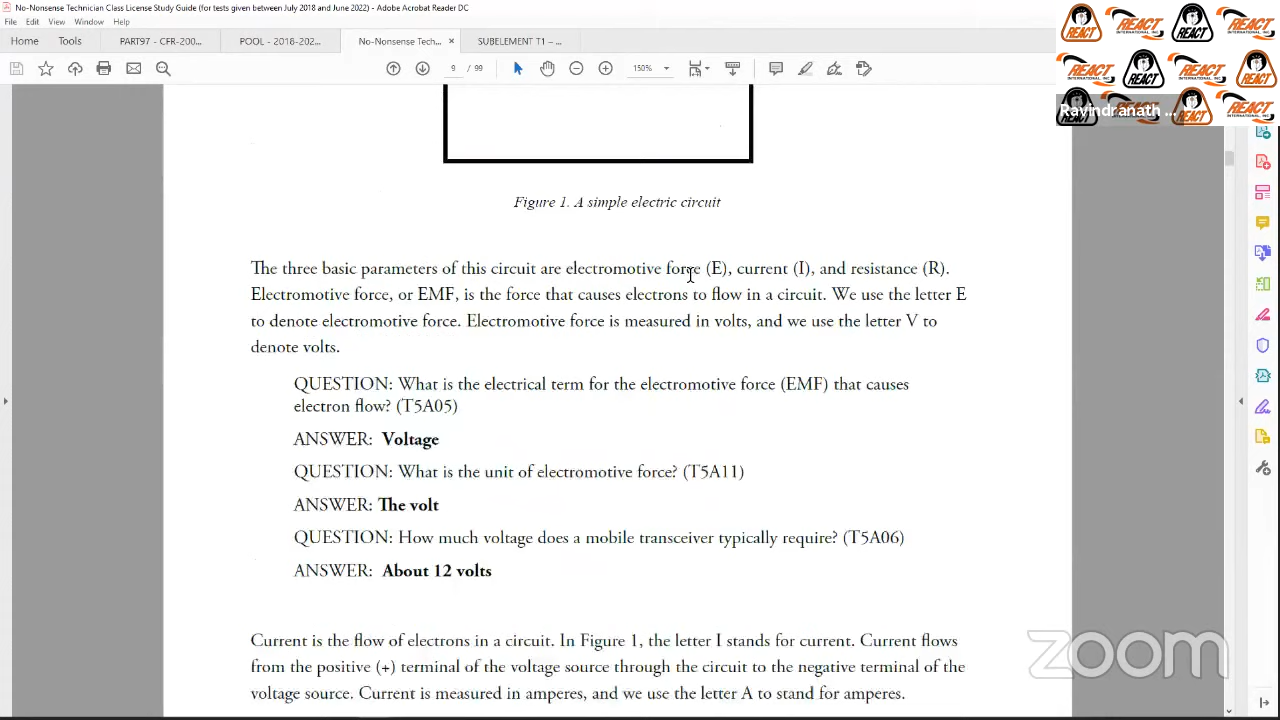 No-Nonsense Technician Class License Study Guide (for tests given between July 2018 and June 2022) - Adobe Acrobat Reader DC
File Edit View Window Help
Home Tools PART97 - CFR-200... POOL - 2018-202... No-Nonsense Tech... × SUBELEMENT T1 -...
9 / 99 150%
REACT INTERNATIONAL, INC.
Ravindranath ...
Figure 1. A simple electric circuit
The three basic parameters of this circuit are electromotive force (E), current (I), and resistance (R).
Electromotive force, or EMF, is the force that causes electrons to flow in a circuit. We use the letter E
to denote electromotive force. Electromotive force is measured in volts, and we use the letter V to
denote volts.
QUESTION: What is the electrical term for the electromotive force (EMF) that causes
electron flow? (T5A05)
ANSWER: Voltage
QUESTION: What is the unit of electromotive force? (T5A11)
ANSWER: The volt
QUESTION: How much voltage does a mobile transceiver typically require? (T5A06)
ANSWER: About 12 volts
Current is the flow of electrons in a circuit. In Figure 1, the letter I stands for current. Current flows
from the positive (+) terminal of the voltage source through the circuit to the negative terminal of the
voltage source. Current is measured in amperes, and we use the letter A to stand for amperes.
zoom